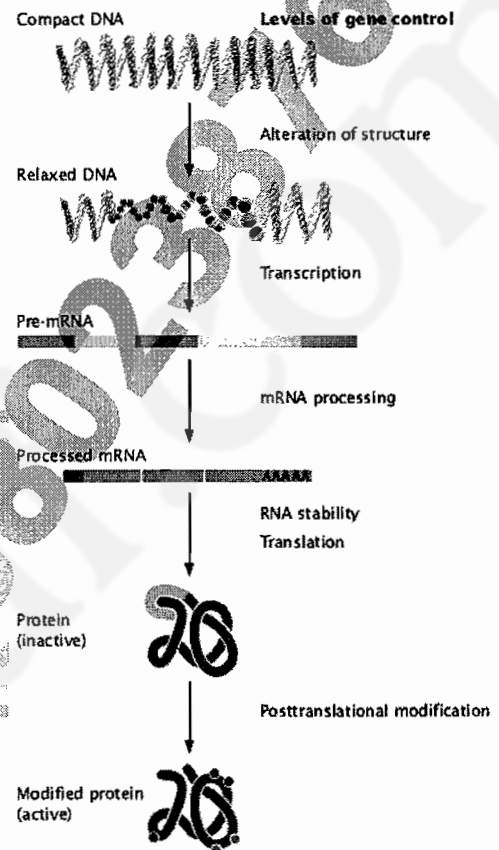 Compact DNA
Levels of gene control
Alteration of structure
Relaxed DNA
Transcription
Pre-mRNA
mRNA processing
Processed mRNA
AAAAA
RNA stability
Translation
Protein
(inactive)
Posttranslational modification
Modified protein
(active)